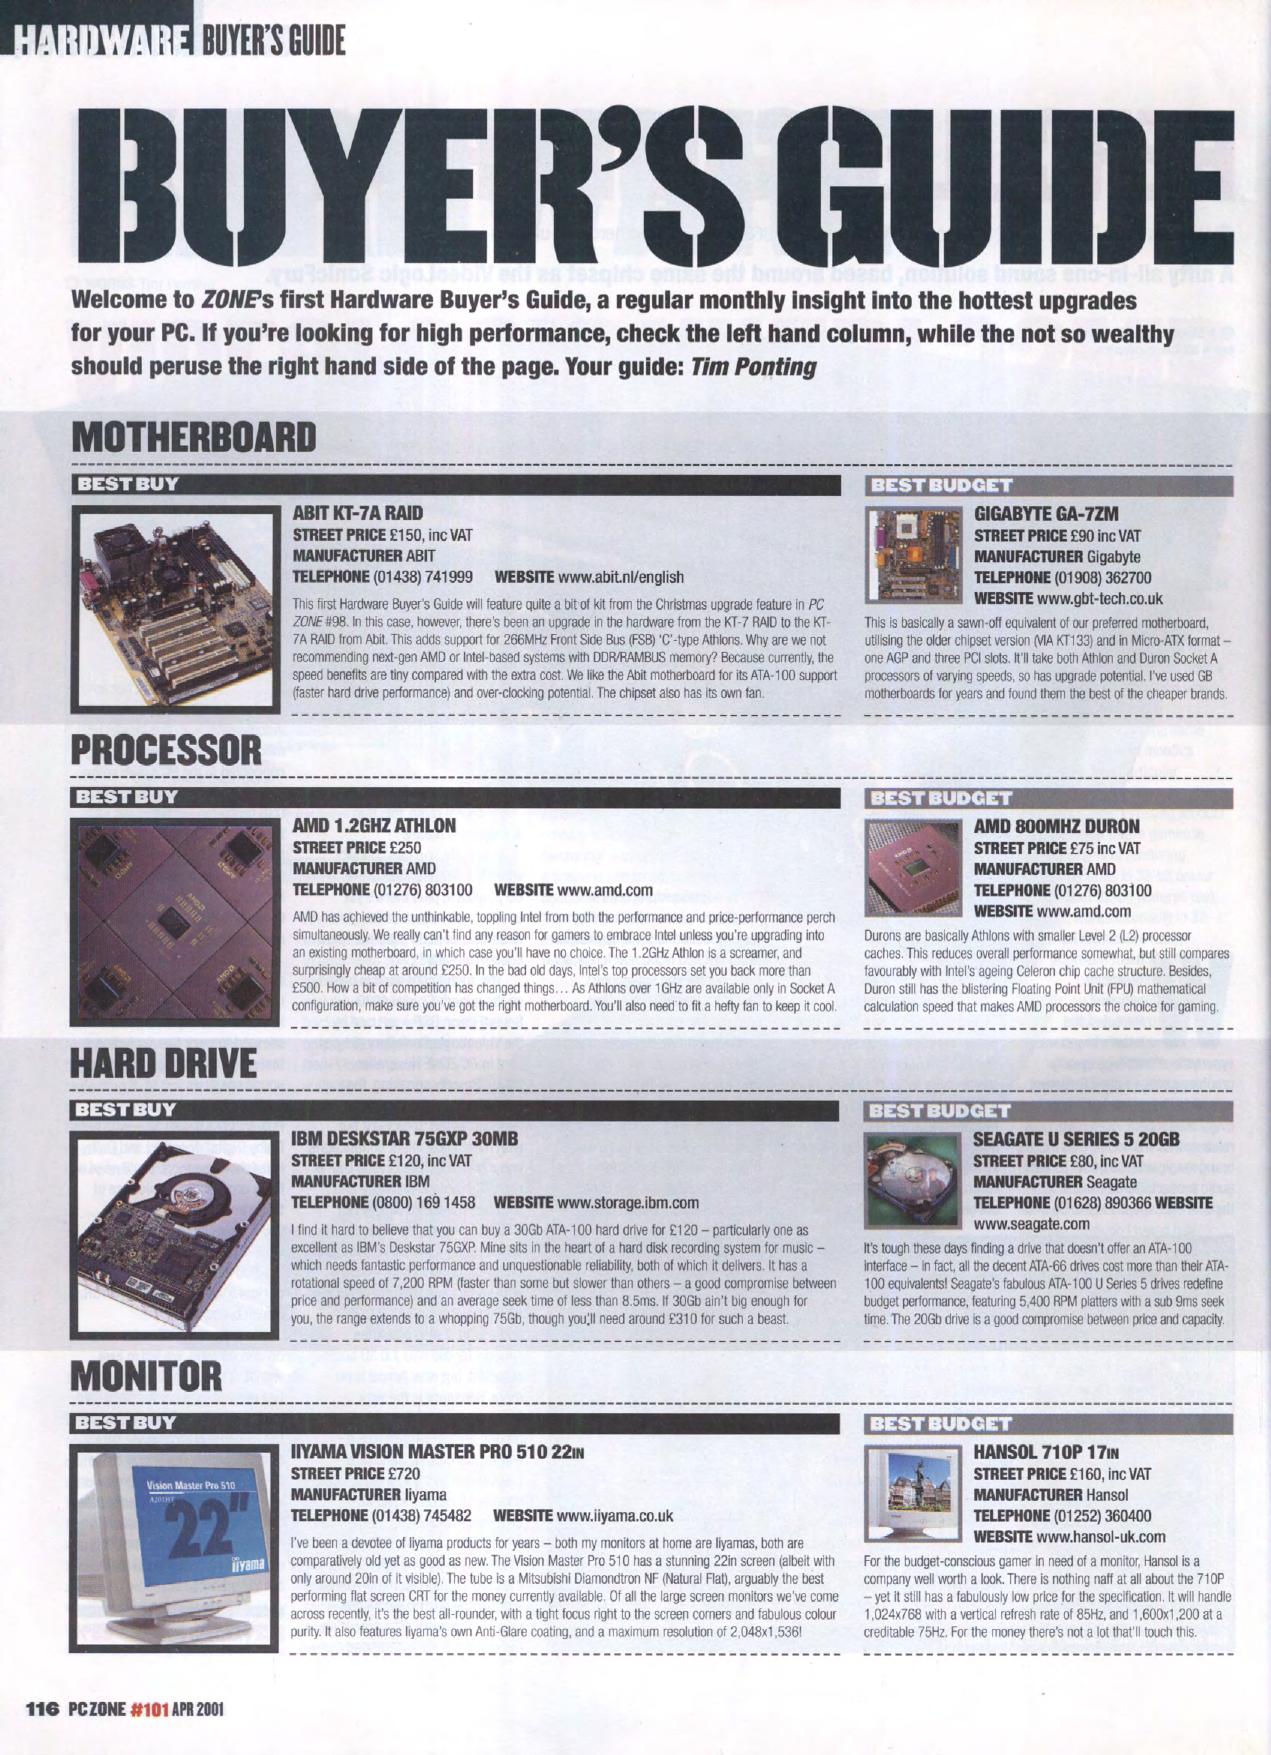 HARDWARE BUYER'S GUIDE
BUYER'S GUIDE
Welcome to ZONE's first Hardware Buyer's Guide, a regular monthly insight into the hottest upgrades
for your PC. If you're looking for high performance, check the left hand column, while the not so wealthy
should peruse the right hand side of the page. Your guide: Tim Ponting
MOTHERBOARD
BEST BUY
ABIT KT-7A RAID
STREET PRICE £150, inc VAT
MANUFACTURER ABIT
TELEPHONE (01438) 741999 WEBSITE www.abit.nl/english
This first Hardware Buyer's Guide will feature quite a bit of kit from the Christmas upgrade feature in PC
ZONE #98. In this case, however, there's been an upgrade in the hardware from the KT-7 RAID to the KT-
7A RAID from Abit. This adds support for 266MHz Front Side Bus (FSB) 'C'-type Athlons. Why are we not
recommending next-gen AMD or Intel-based systems with DDR/RAMBUS memory? Because currently, the
speed benefits are tiny compared with the extra cost. We like the Abit motherboard for its ATA-100 support
(faster hard drive performance) and over-clocking potential. The chipset also has its own fan.
BEST BUDGET
GIGABYTE GA-7ZM
STREET PRICE £90 inc VAT
MANUFACTURER Gigabyte
TELEPHONE (01908) 362700
WEBSITE www.gbt-tech.co.uk
This is basically a sawn-off equivalent of our preferred motherboard,
utilising the older chipset version (VIA KT133) and in Micro-ATX format –
one AGP and three PCI slots. It'll take both Athlon and Duron Socket A
processors of varying speeds, so has upgrade potential. I've used GB
motherboards for years and found them the best of the cheaper brands.
PROCESSOR
BEST BUY
AMD 1.2GHZ ATHLON
STREET PRICE £250
MANUFACTURER AMD
TELEPHONE (01276) 803100 WEBSITE www.amd.com
AMD has achieved the unthinkable, toppling Intel from both the performance and price-performance perch
simultaneously. We really can't find any reason for gamers to embrace Intel unless you're upgrading into
an existing motherboard, in which case you'll have no choice. The 1.2GHz Athlon is a screamer, and
surprisingly cheap at around £250. In the bad old days, Intel's top processors set you back more than
£500. How a bit of competition has changed things... As Athlons over 1GHz are available only in Socket A
configuration, make sure you've got the right motherboard. You'll also need to fit a hefty fan to keep it cool.
BEST BUDGET
AMD 800MHZ DURON
STREET PRICE £75 inc VAT
MANUFACTURER AMD
TELEPHONE (01276) 803100
WEBSITE www.amd.com
Durons are basically Athlons with smaller Level 2 (L2) processor
caches. This reduces overall performance somewhat, but still compares
favourably with Intel's ageing Celeron chip cache structure. Besides,
Duron still has the blistering Floating Point Unit (FPU) mathematical
calculation speed that makes AMD processors the choice for gaming.
HARD DRIVE
BEST BUY
IBM DESKSTAR 75GXP 30MB
STREET PRICE £120, inc VAT
MANUFACTURER IBM
TELEPHONE (0800) 169 1458 WEBSITE www.storage.ibm.com
I find it hard to believe that you can buy a 30Gb ATA-100 hard drive for £120 – particularly one as
excellent as IBM's Deskstar 75GXP. Mine sits in the heart of a hard disk recording system for music –
which needs fantastic performance and unquestionable reliability, both of which it delivers. It has a
rotational speed of 7,200 RPM (faster than some but slower than others – a good compromise between
price and performance) and an average seek time of less than 8.5ms. If 30Gb ain't big enough for
you, the range extends to a whopping 75Gb, though you'll need around £310 for such a beast.
BEST BUDGET
SEAGATE U SERIES 5 20GB
STREET PRICE £80, inc VAT
MANUFACTURER Seagate
TELEPHONE (01628) 890366 WEBSITE
www.seagate.com
It's tough these days finding a drive that doesn't offer an ATA-100
interface – in fact, all the decent ATA-66 drives cost more than their ATA-
100 equivalents! Seagate's fabulous ATA-100 U Series 5 drives redefine
budget performance, featuring 5,400 RPM platters with a sub 9ms seek
time. The 20Gb drive is a good compromise between price and capacity.
MONITOR
BEST BUY
Vision Master Pro 510
A201HT
22"
iiyama
IIYAMA VISION MASTER PRO 510 22IN
STREET PRICE £720
MANUFACTURER Iiyama
TELEPHONE (01438) 745482 WEBSITE www.iiyama.co.uk
I've been a devotee of Iiyama products for years – both my monitors at home are Iiyamas, both are
comparatively old yet as good as new. The Vision Master Pro 510 has a stunning 22in screen (albeit with
only around 20in of it visible). The tube is a Mitsubishi Diamondtron NF (Natural Flat), arguably the best
performing flat screen CRT for the money currently available. Of all the large screen monitors we've come
across recently, it's the best all-rounder, with a tight focus right to the screen corners and fabulous colour
purity. It also features Iiyama's own Anti-Glare coating, and a maximum resolution of 2,048x1,536!
BEST BUDGET
HANSOL 710P 17IN
STREET PRICE £160, inc VAT
MANUFACTURER Hansol
TELEPHONE (01252) 360400
WEBSITE www.hansol-uk.com
For the budget-conscious gamer in need of a monitor, Hansol is a
company well worth a look. There is nothing naff at all about the 710P
– yet it still has a fabulously low price for the specification. It will handle
1,024x768 with a vertical refresh rate of 85Hz, and 1,600x1,200 at a
creditable 75Hz. For the money there's not a lot that'll touch this.
116 PCZONE #101 APR 2001